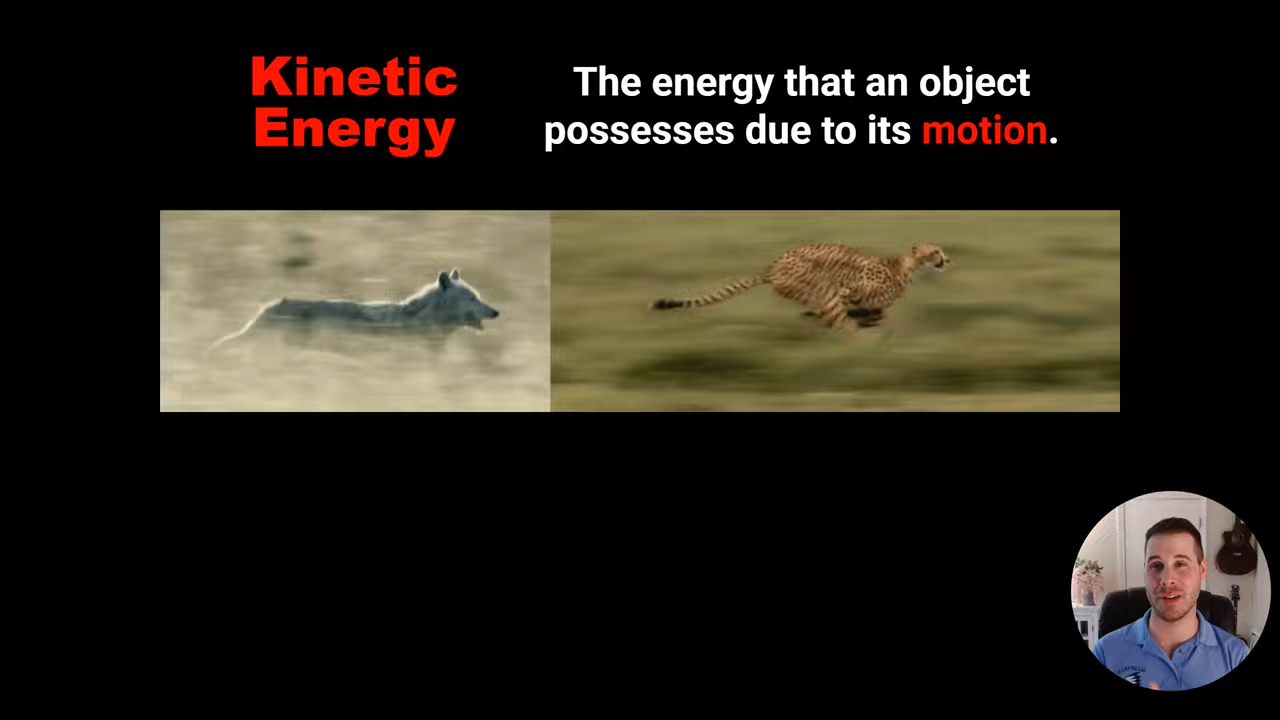 Kinetic
Energy
The energy that an object
possesses due to its motion.